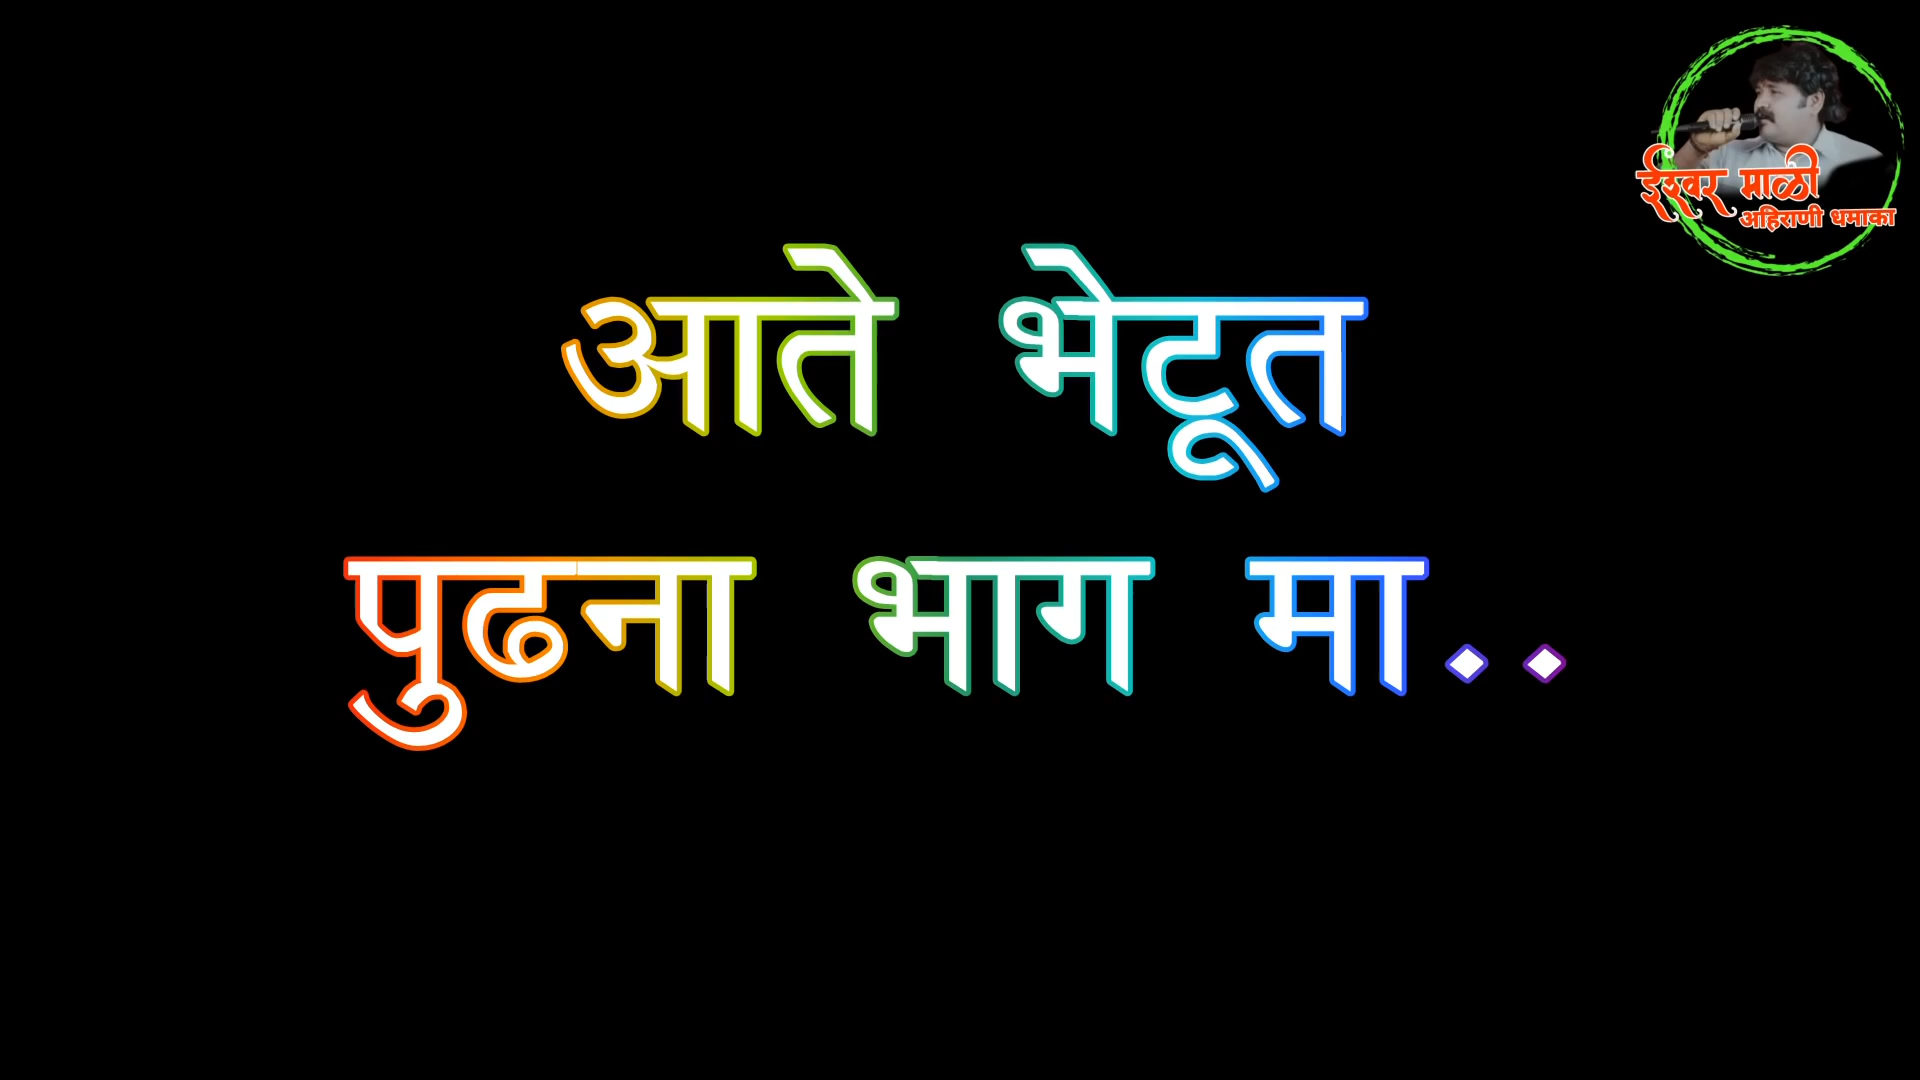 ईश्वर माळी
अहिराणी धमाका
आते भेटूत
पुढना भाग मा..